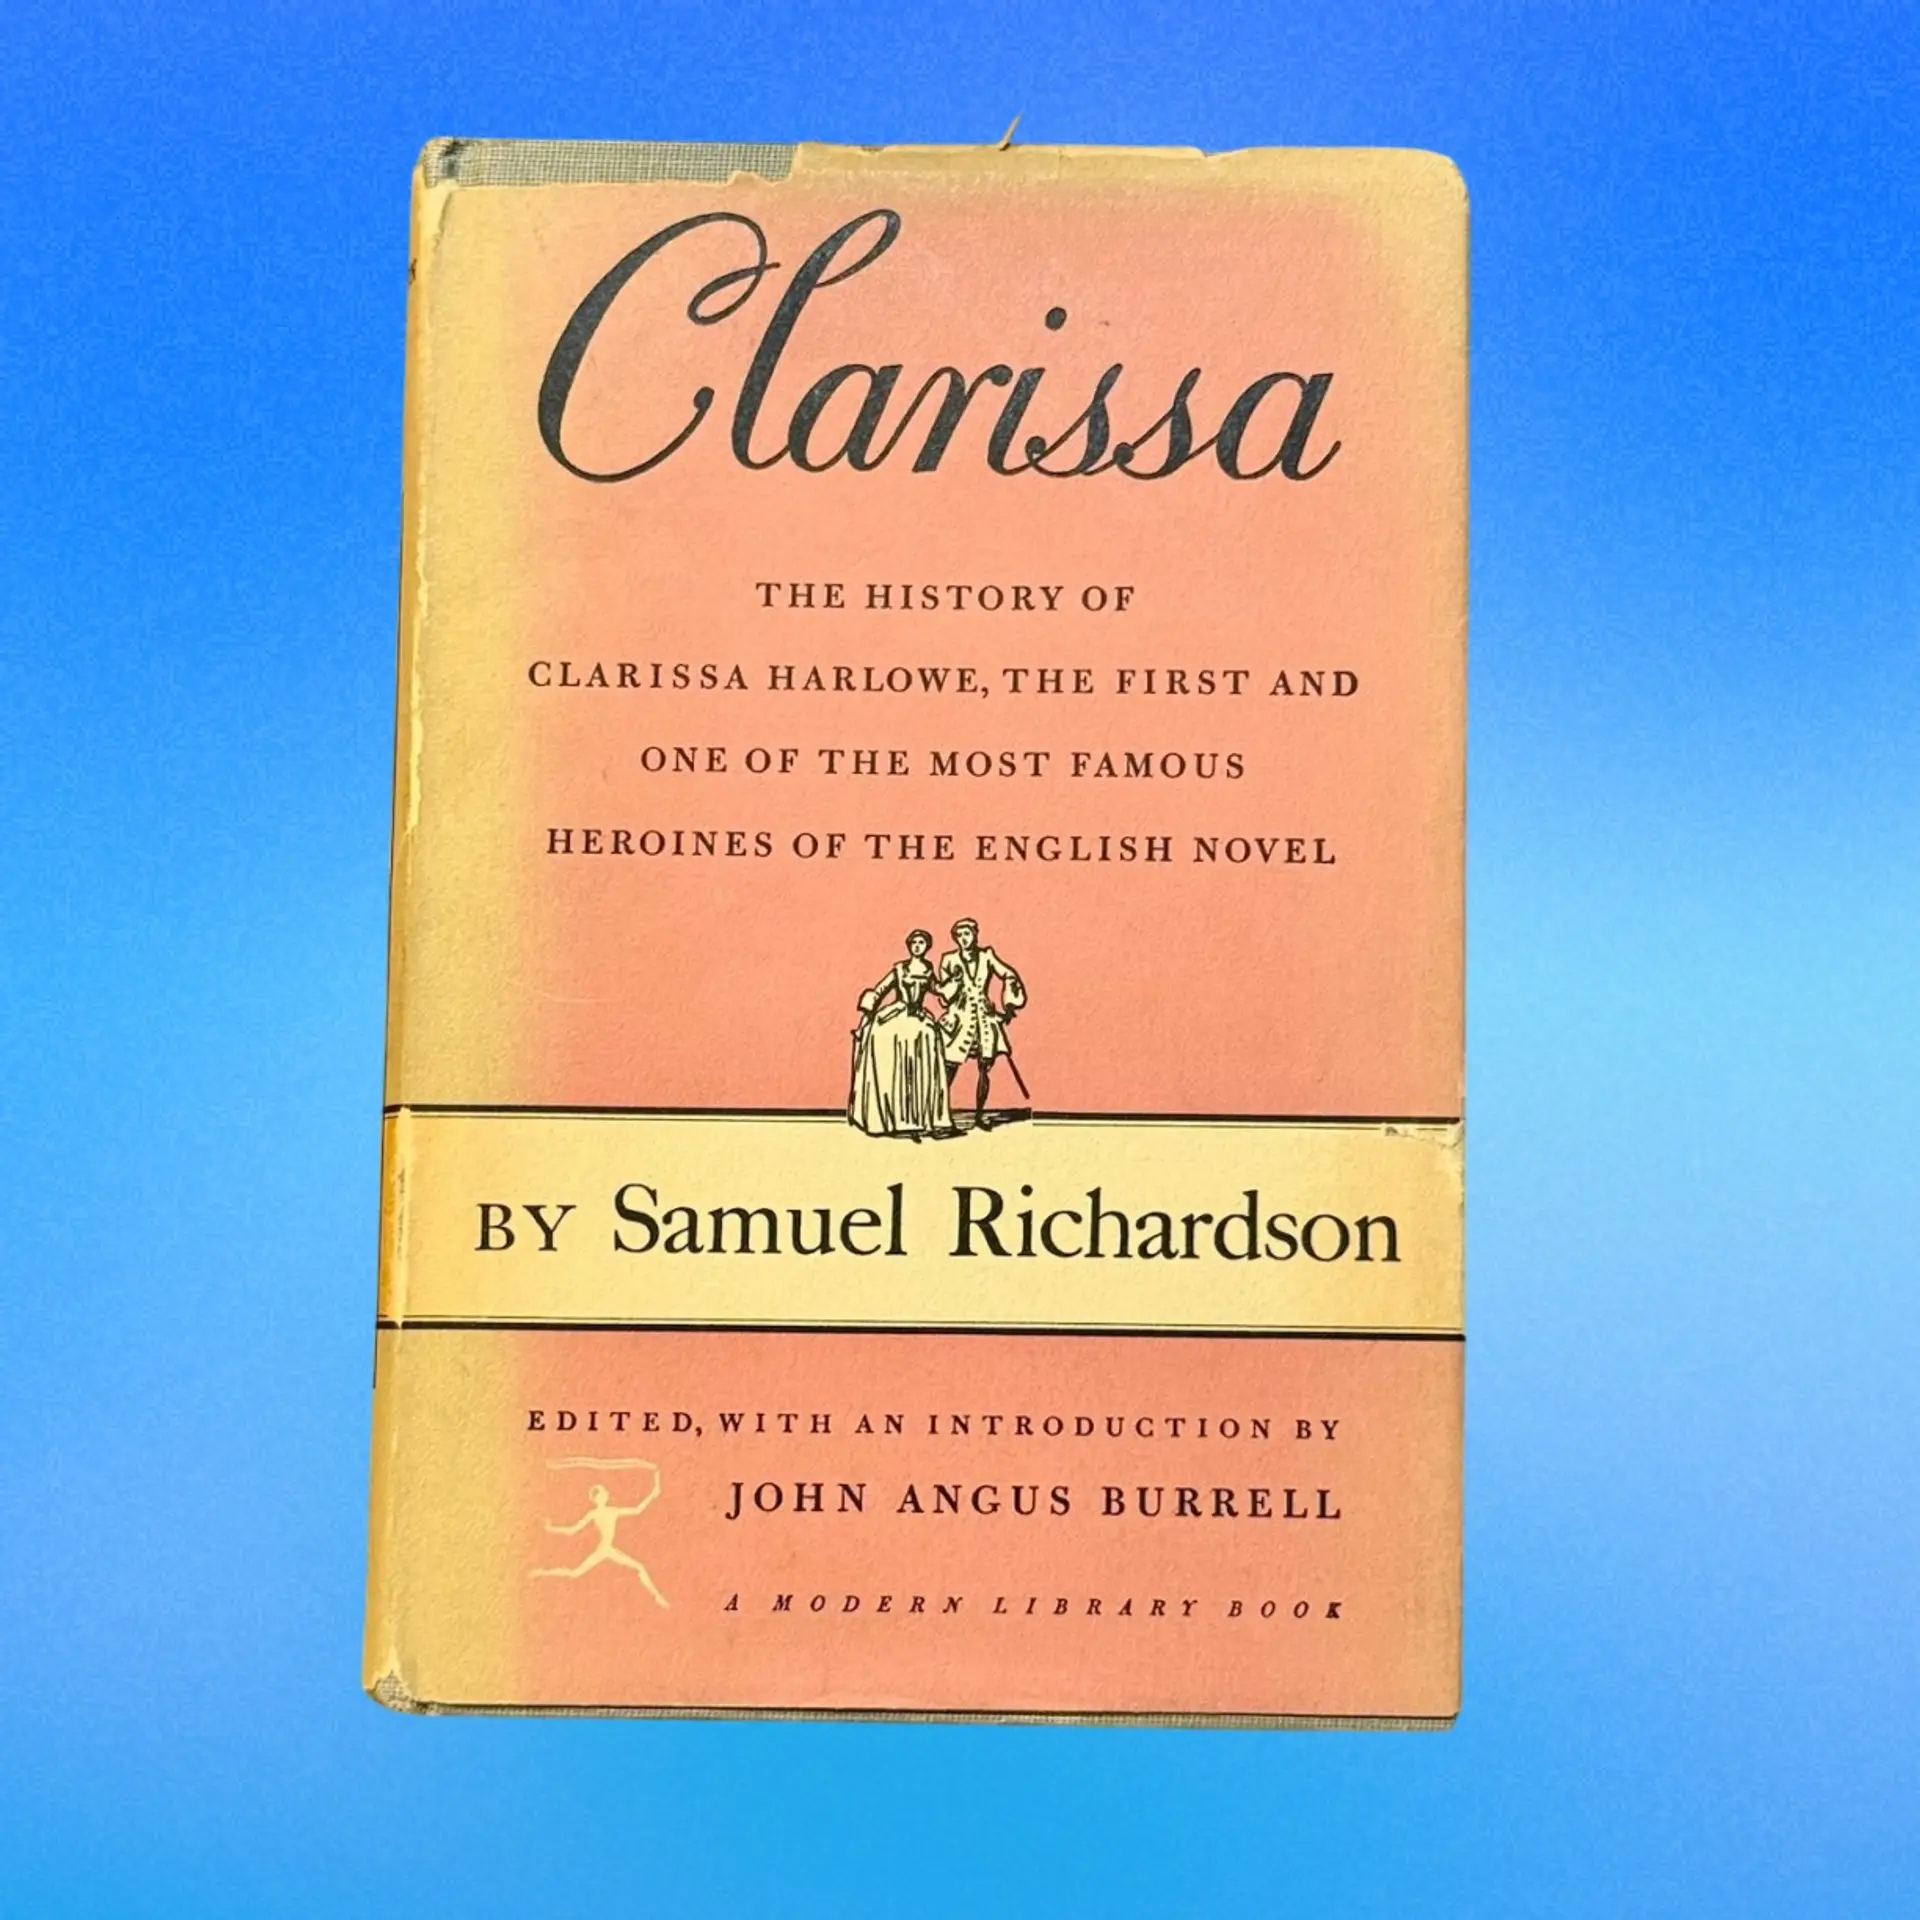 Clarissa
THE HISTORY OF
CLARISSA HARLOWE, THE FIRST AND
ONE OF THE MOST FAMOUS
HEROINES OF THE ENGLISH NOVEL
BY Samuel Richardson
EDITED, WITH AN INTRODUCTION BY
JOHN ANGUS BURRELL
A MODERN LIBRARY BOOK